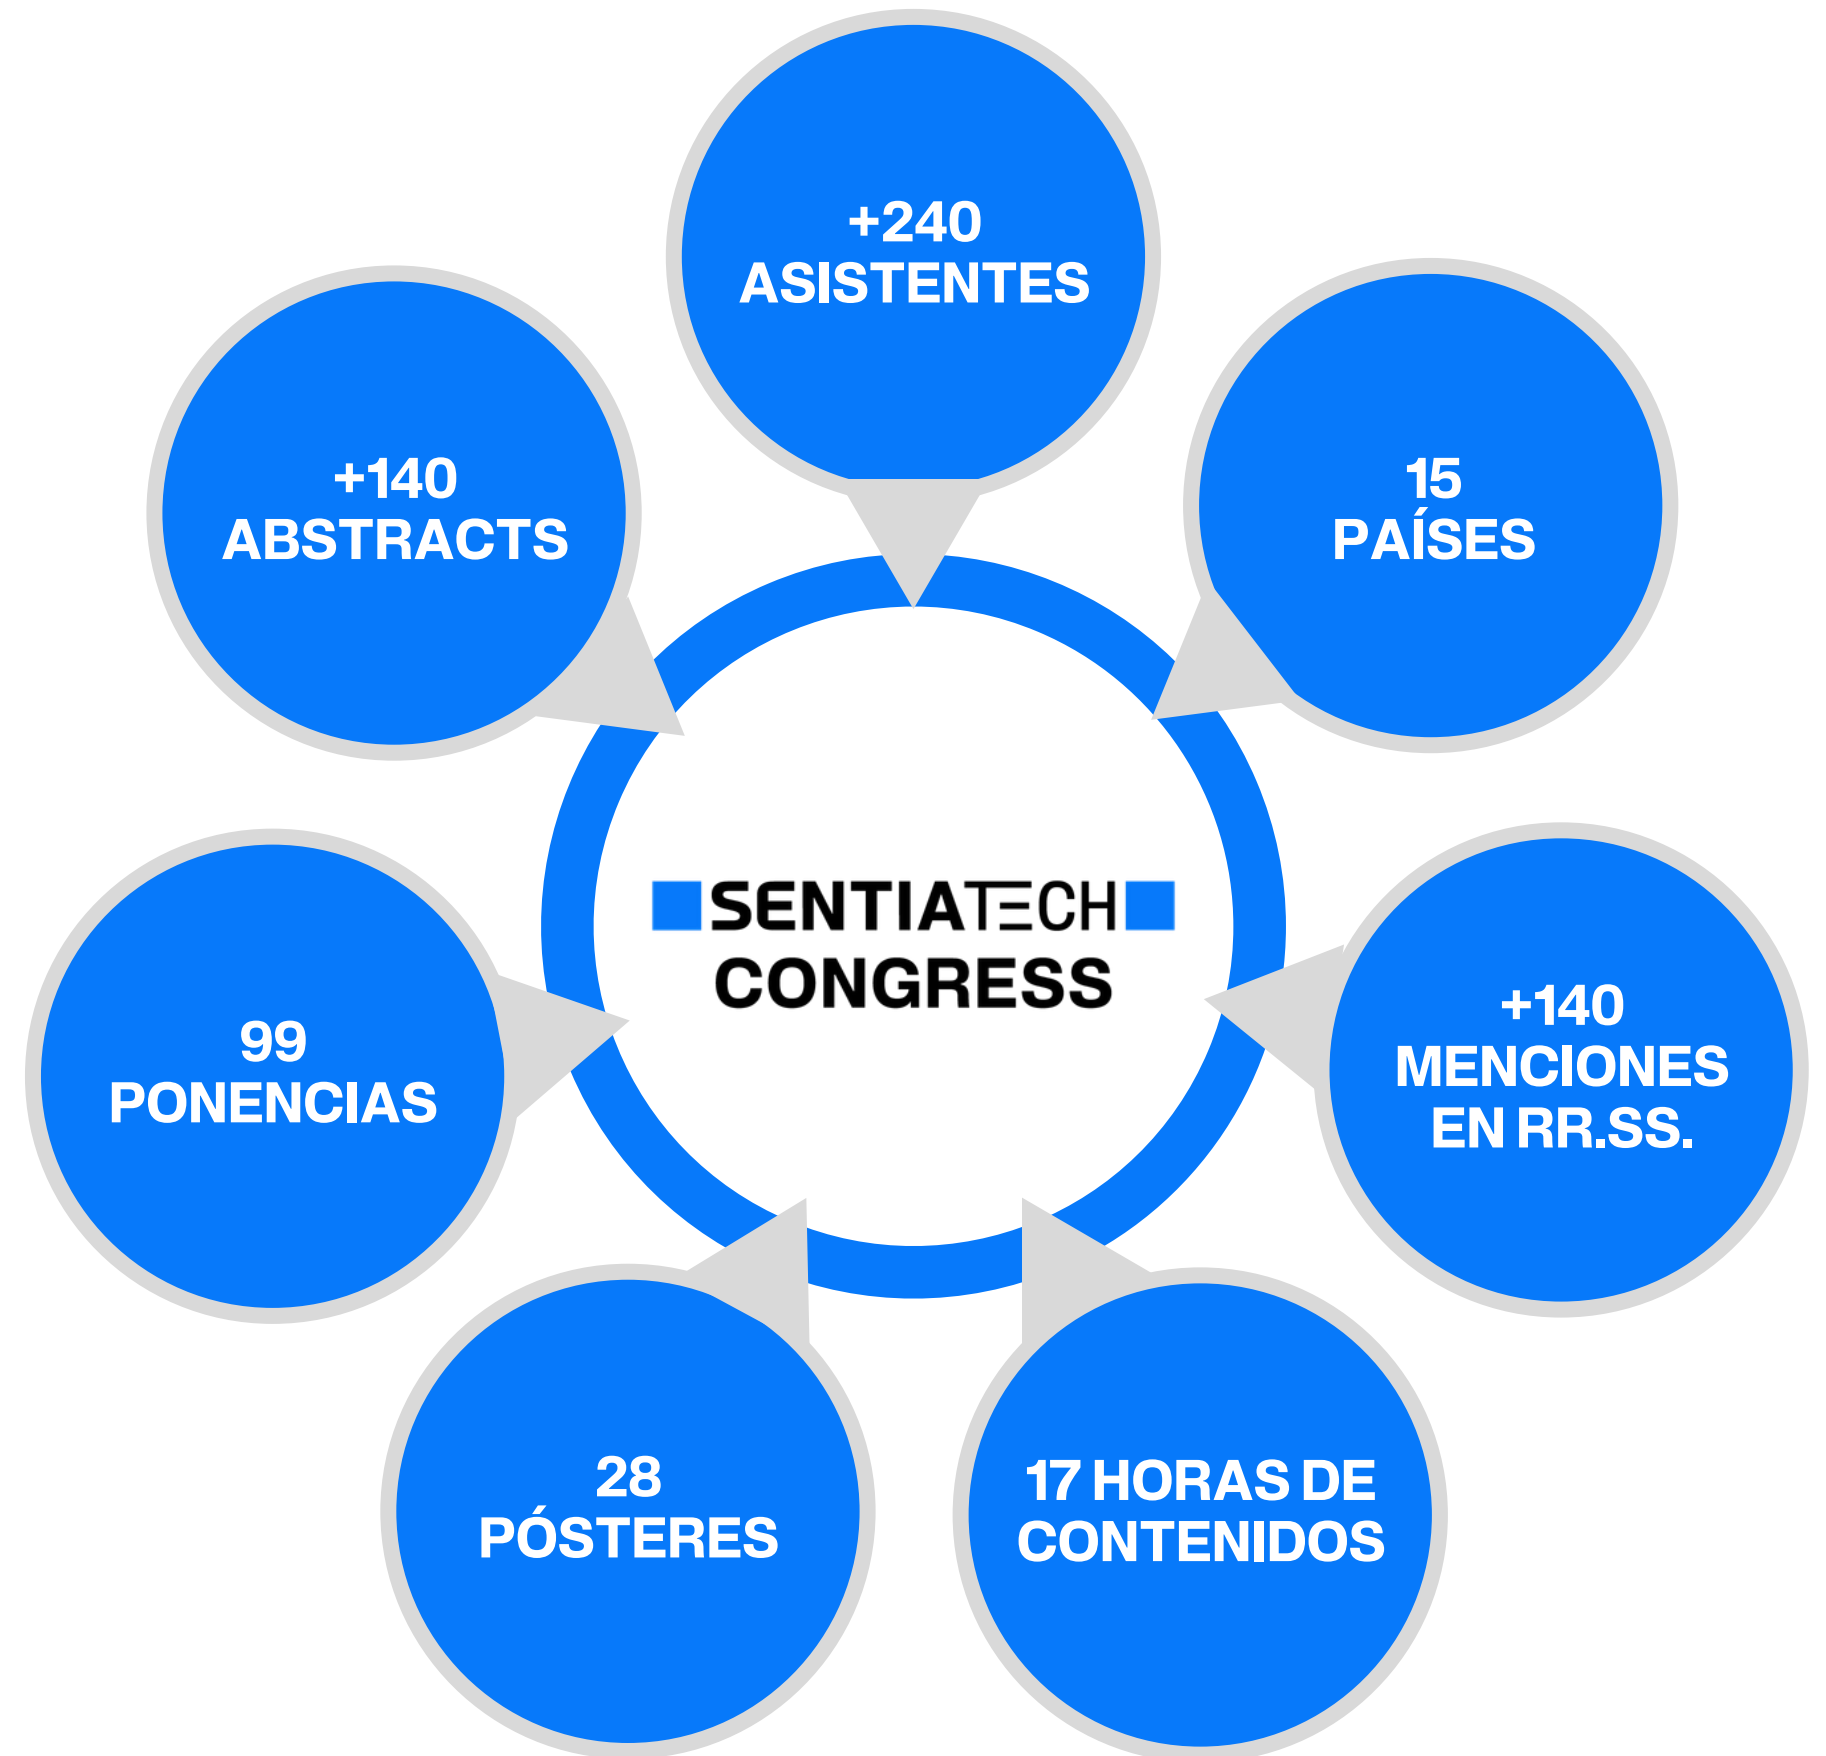 +240
ASISTENTES
15
PAÍSES
+140
MENCIONES
EN RR.SS.
17 HORAS DE
CONTENIDOS
28
PÓSTERES
99
PONENCIAS
+140
ABSTRACTS
SENTIATECH
CONGRESS